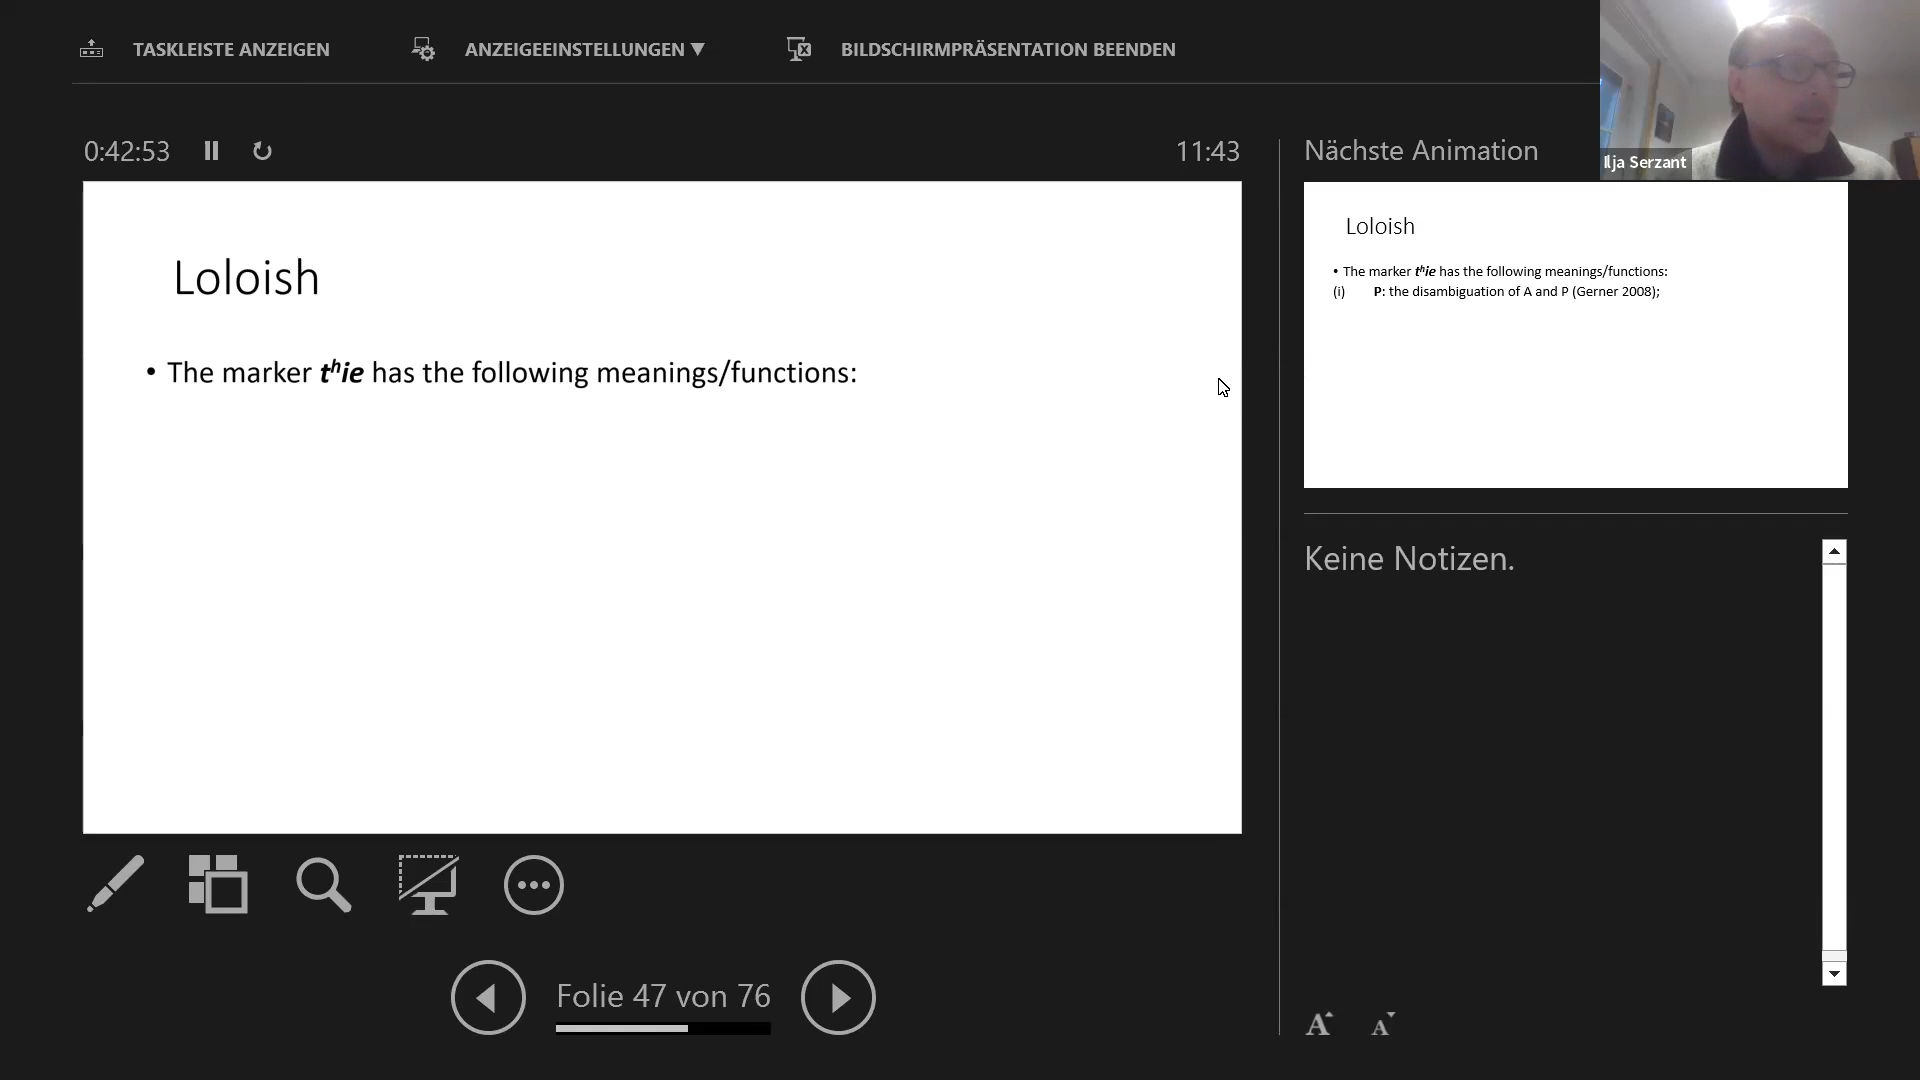 TASKLEISTE ANZEIGEN
ANZEIGEEINSTELLUNGEN ▼
BILDSCHIRMPRÄSENTATION BEENDEN
Ilja Serzant
0:42:53
11:43
Nächste Animation
Loloish
• The marker tʰie has the following meanings/functions:
Loloish
• The marker tʰie has the following meanings/functions:
(i) P: the disambiguation of A and P (Gerner 2008);
Keine Notizen.
Folie 47 von 76
A A